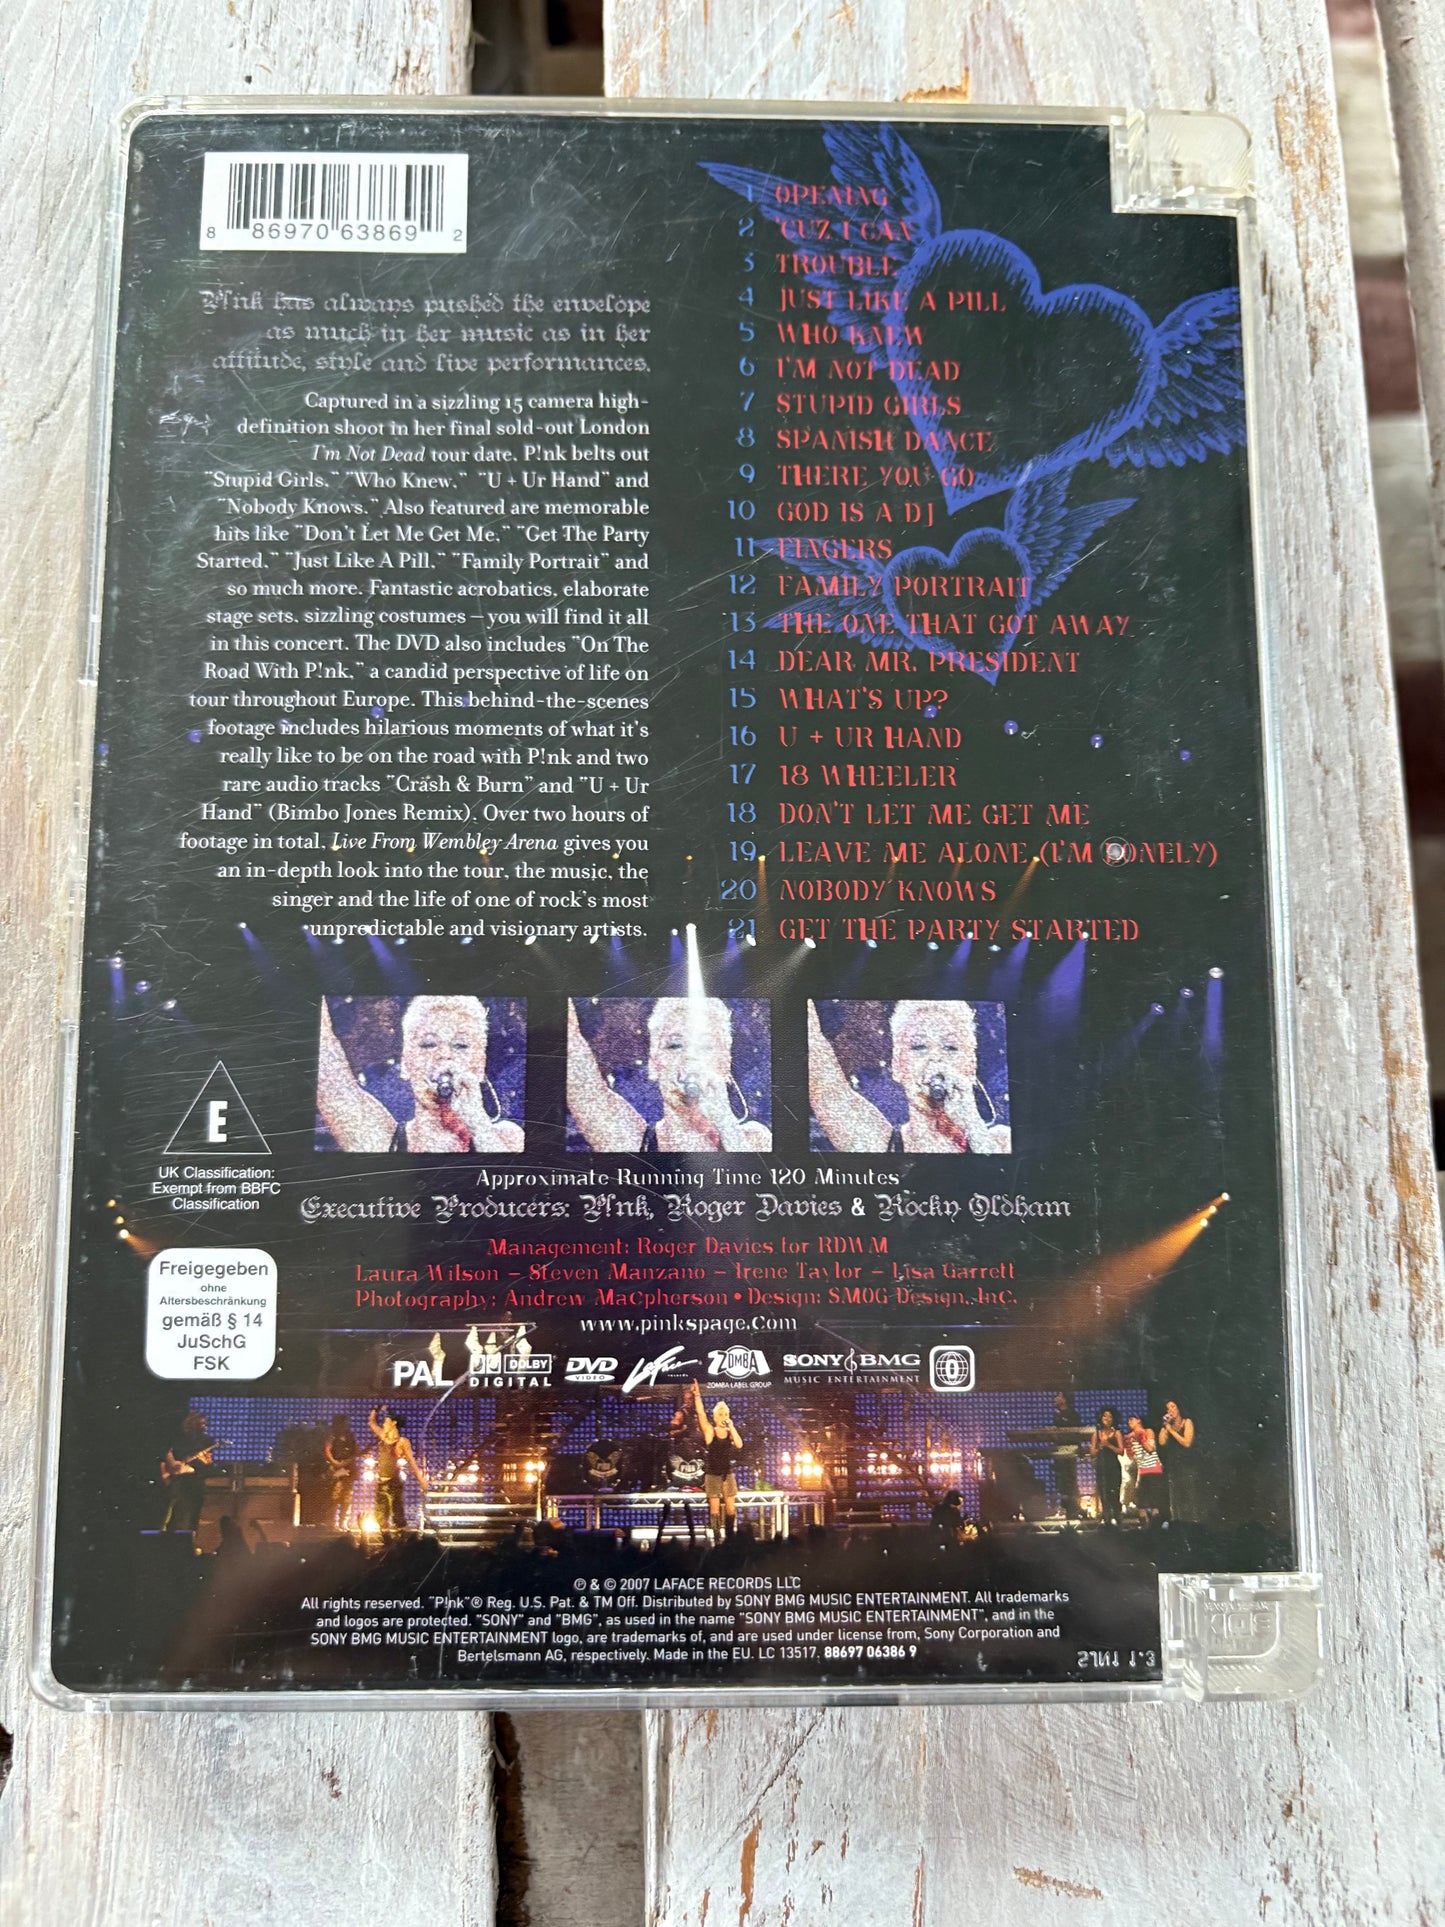 8 86970 63869 2
P!nk has always pushed the envelope
as much in her music as in her
attitude, style and live performances.
Captured in a sizzling 15 camera high-
definition shoot in her final sold-out London
I'm Not Dead tour date, P!nk belts out
"Stupid Girls," "Who Knew," "U + Ur Hand" and
"Nobody Knows." Also featured are memorable
hits like "Don't Let Me Get Me," "Get The Party
Started," "Just Like A Pill," "Family Portrait" and
so much more. Fantastic acrobatics, elaborate
stage sets, sizzling costumes – you will find it all
in this concert. The DVD also includes "On The
Road With P!nk," a candid perspective of life on
tour throughout Europe. This behind-the-scenes
footage includes hilarious moments of what it's
really like to be on the road with P!nk and two
rare audio tracks "Crash & Burn" and "U + Ur
Hand" (Bimbo Jones Remix). Over two hours of
footage in total, Live From Wembley Arena gives you
an in-depth look into the tour, the music, the
singer and the life of one of rock's most
unpredictable and visionary artists.
1 OPENING
2 'CUZ I CAN
3 TROUBLE
4 JUST LIKE A PILL
5 WHO KNEW
6 I'M NOT DEAD
7 STUPID GIRLS
8 SPANISH DANCE
9 THERE YOU GO
10 GOD IS A DJ
11 FINGERS
12 FAMILY PORTRAIT
13 THE ONE THAT GOT AWAY
14 DEAR MR. PRESIDENT
15 WHAT'S UP?
16 U + UR HAND
17 18 WHEELER
18 DON'T LET ME GET ME
19 LEAVE ME ALONE (I'M LONELY)
20 NOBODY KNOWS
21 GET THE PARTY STARTED
E
UK Classification:
Exempt from BBFC
Classification
Freigegeben
ohne
Altersbeschränkung
gemäß § 14
JuSchG
FSK
Approximate Running Time 120 Minutes
Executive Producers: P!nk, Roger Davies & Rocky Oldham
Management: Roger Davies for RDWM
Laura Wilson – Steven Manzano – Irene Taylor – Lisa Garrett
Photography: Andrew Macpherson • Design: SMOG Design, Inc.
www.pinkspage.com
PAL DOLBY DIGITAL DVD VIDEO LaFace RECORDS ZOMBA ZOMBA LABEL GROUP SONY BMG MUSIC ENTERTAINMENT 0
P!NK
℗ & © 2007 LAFACE RECORDS LLC
All rights reserved. "P!nk"® Reg. U.S. Pat. & TM Off. Distributed by SONY BMG MUSIC ENTERTAINMENT. All trademarks
and logos are protected. "SONY" and "BMG", as used in the name "SONY BMG MUSIC ENTERTAINMENT", and in the
SONY BMG MUSIC ENTERTAINMENT logo, are trademarks of, and are used under license from, Sony Corporation and
Bertelsmann AG, respectively. Made in the EU. LC 13517. 88697 06386 9